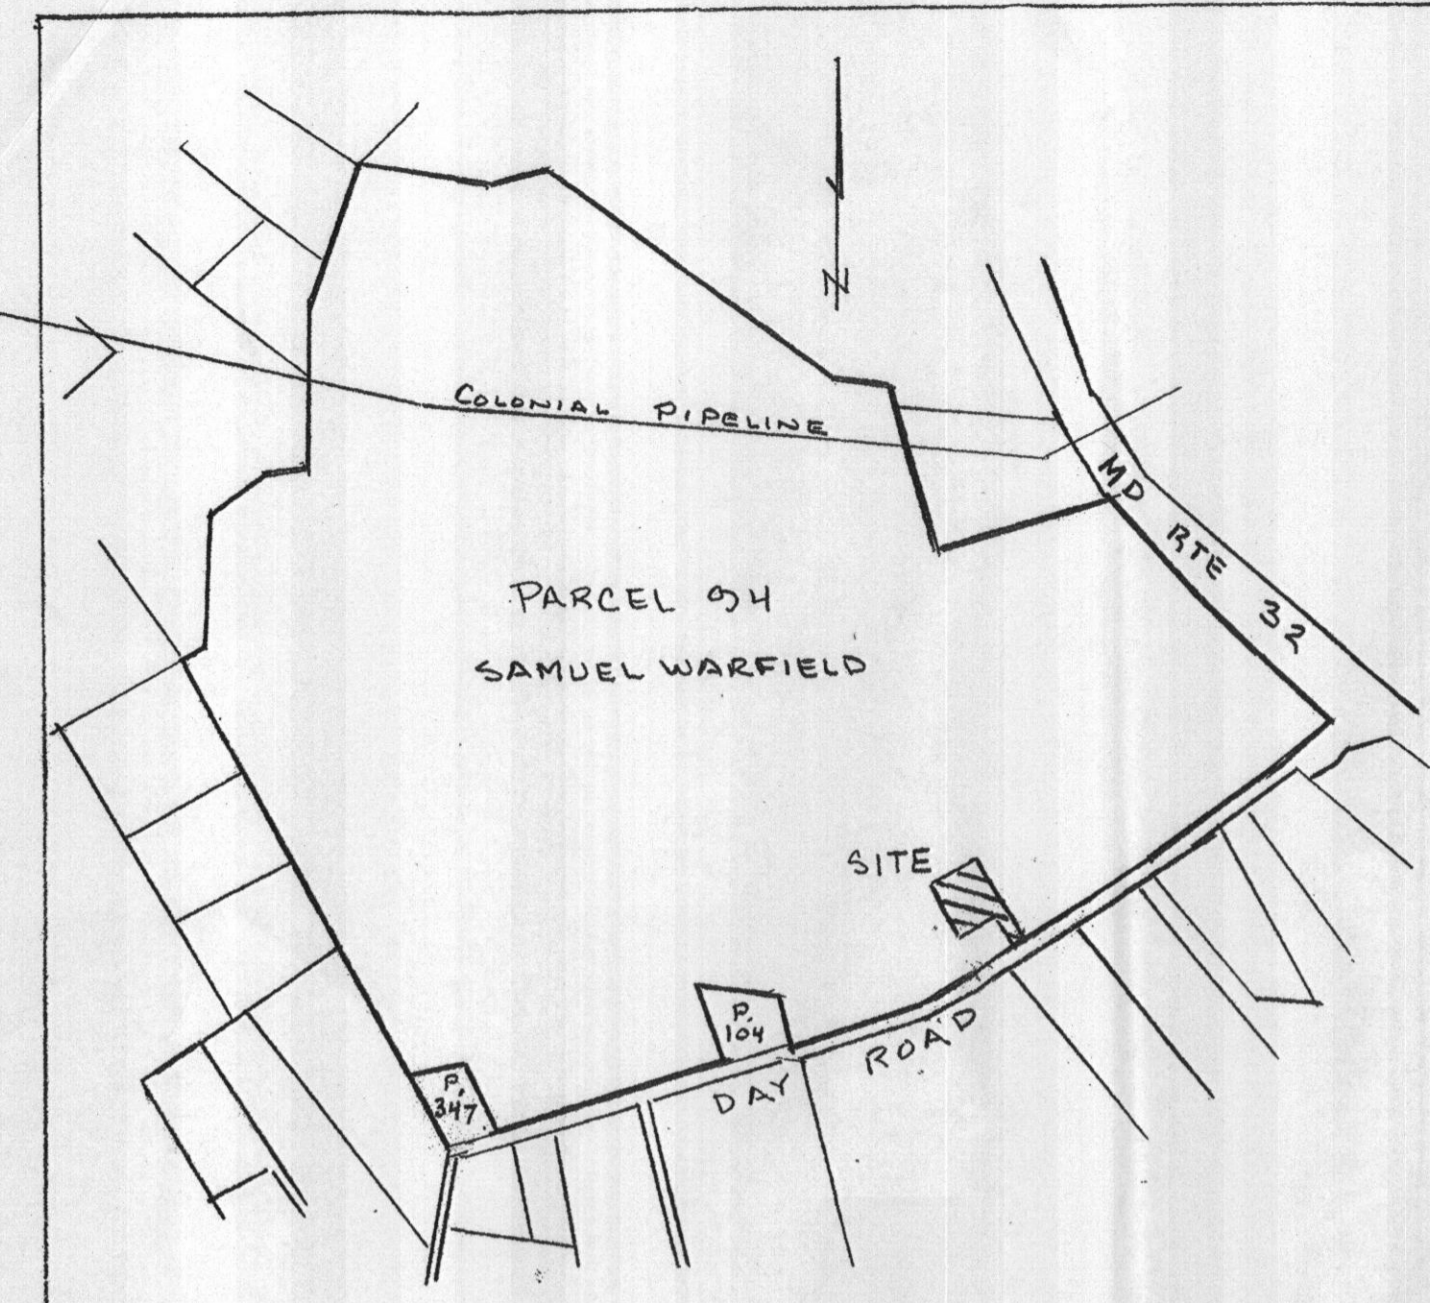 N
COLONIAL PIPELINE
MD RTE 32
PARCEL 94
SAMUEL WARFIELD
SITE
P.
104
P.
347
DAY ROAD